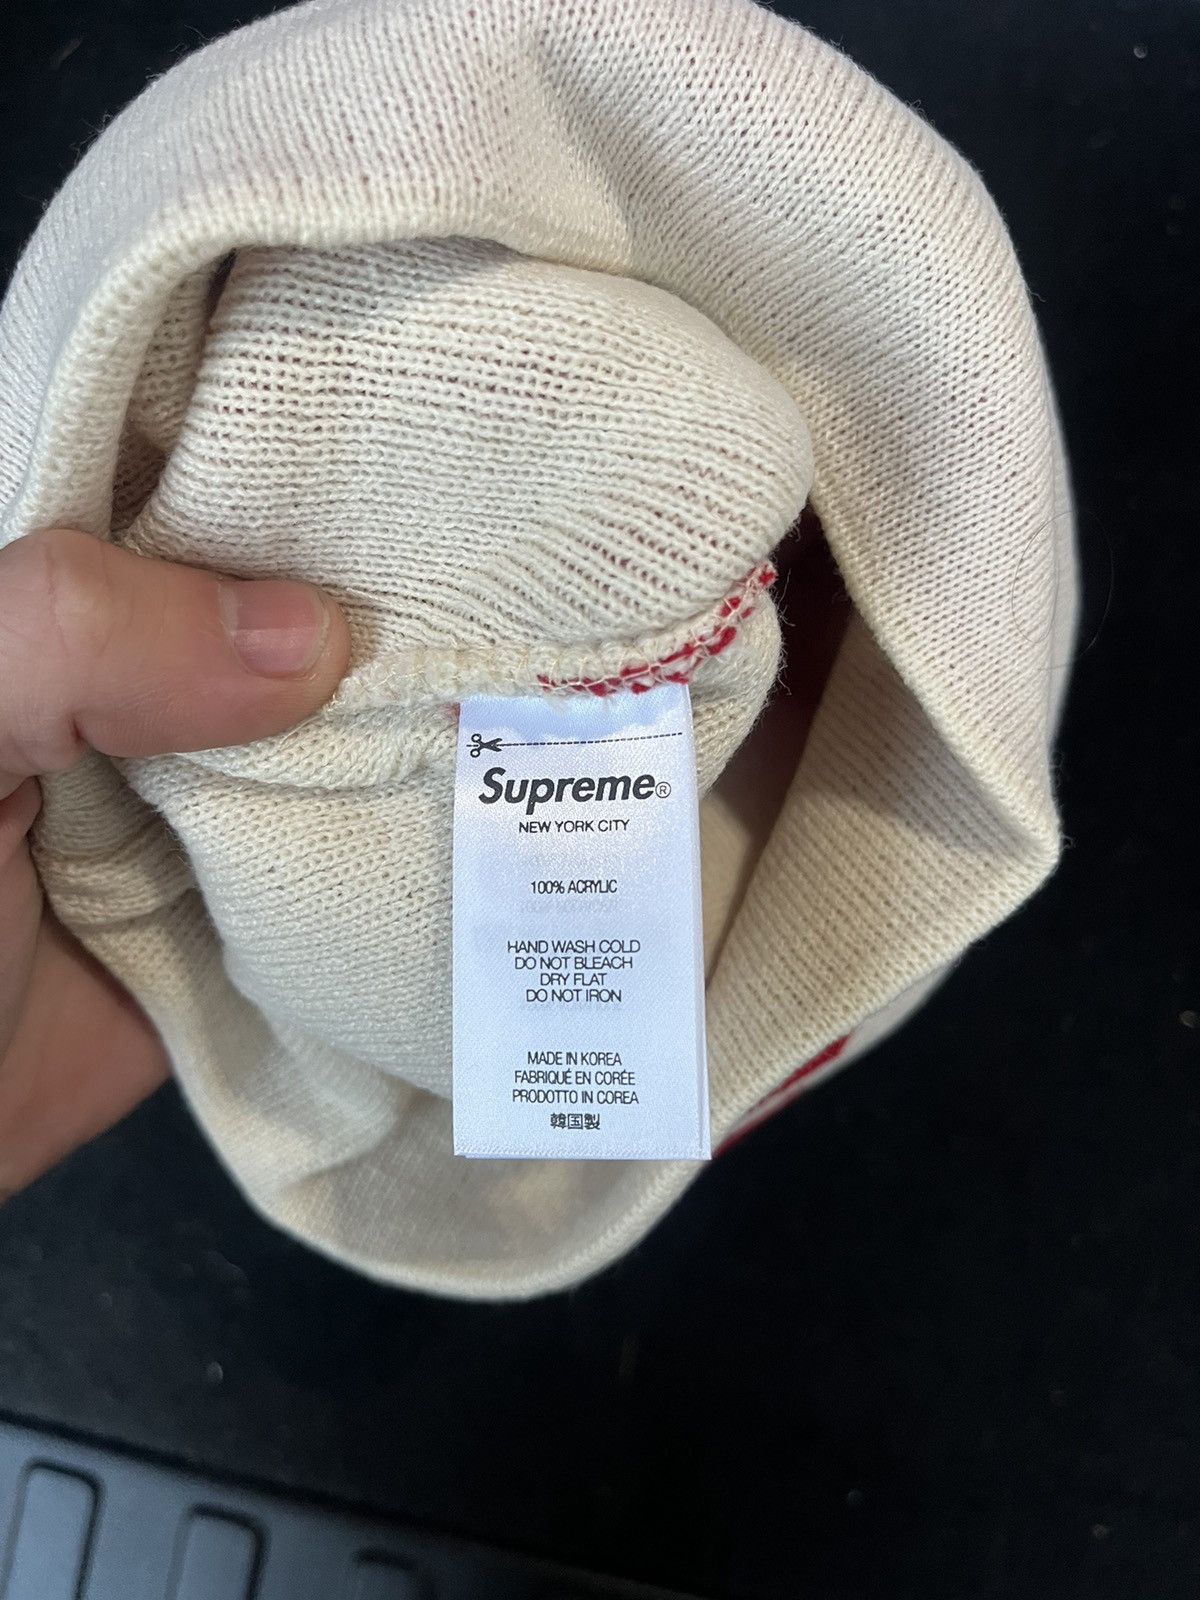 Supreme®
NEW YORK CITY
100% ACRYLIC
HAND WASH COLD
DO NOT BLEACH
DRY FLAT
DO NOT IRON
MADE IN KOREA
FABRIQUÉ EN CORÉE
PRODOTTO IN COREA
韓国製